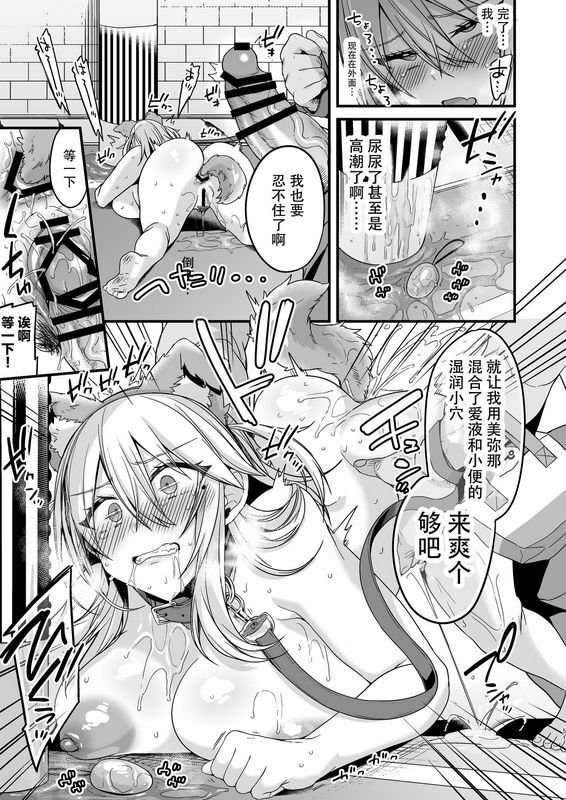 完了…
我…
现在在外面…
尿尿了甚至是
高潮了……
我也要
忍不住了啊
等一下
诶啊
等一下！
就让我用美弥那
混合了爱液和小便的
湿润小穴
来爽个
够吧